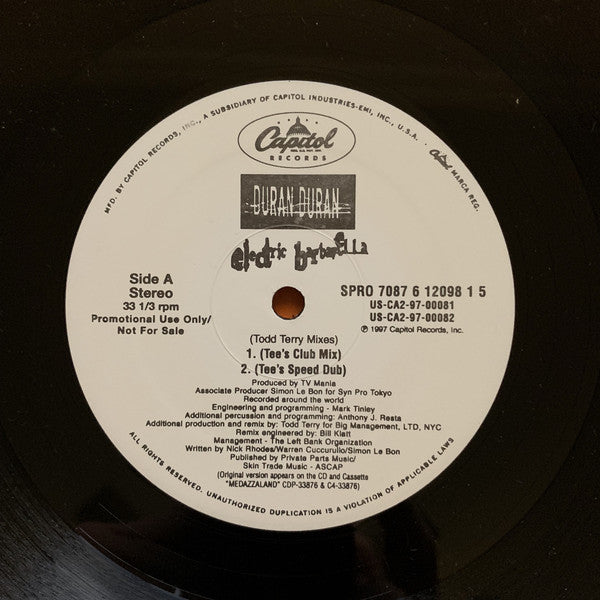 MFD. BY CAPITOL RECORDS, INC., A SUBSIDIARY OF CAPITOL INDUSTRIES-EMI, INC., U.S.A. . Capitol MARCA REG.
Capitol
RECORDS
DURAN DURAN
electric barbarella
Side A
Stereo
33 1/3 rpm
Promotional Use Only/
Not For Sale
SPRO 7087 6 12098 1 5
US-CA2-97-00081
US-CA2-97-00082
℗ 1997 Capitol Records, Inc.
(Todd Terry Mixes)
1. (Tee's Club Mix)
2. (Tee's Speed Dub)
Produced by TV Mania
Associate Producer Simon Le Bon for Syn Pro Tokyo
Recorded around the world
Engineering and programming - Mark Tinley
Additional percussion and programming: Anthony J. Resta
Additional production and remix by: Todd Terry for Big Management, LTD, NYC
Remix engineered by: Bill Klatt
Management - The Left Bank Organization
Written by Nick Rhodes/Warren Cuccurullo/Simon Le Bon
Published by Private Parts Music/
Skin Trade Music - ASCAP
(Original version appears on the CD and Cassette
"MEDAZZALAND" CDP-33876 & C4-33876)
ALL RIGHTS RESERVED. UNAUTHORIZED DUPLICATION IS A VIOLATION OF APPLICABLE LAWS